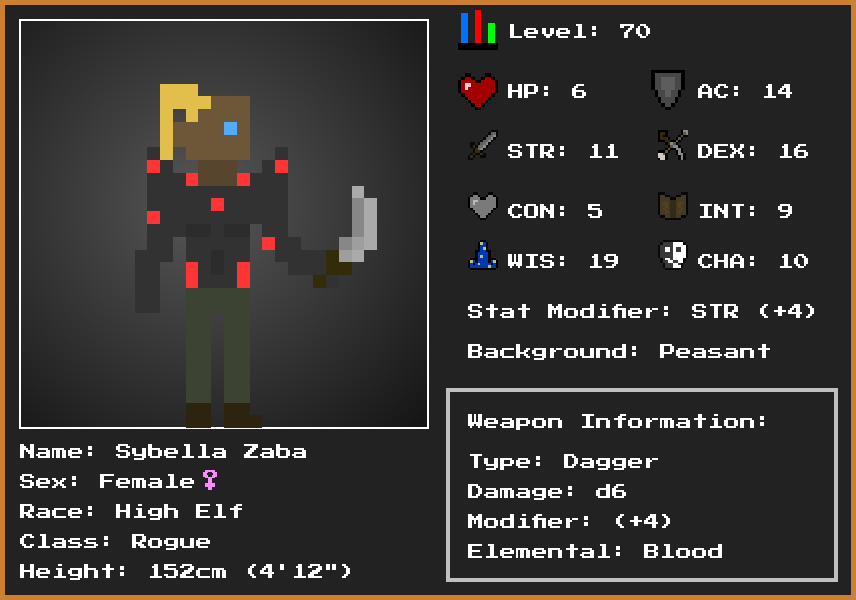 Level: 70
HP: 6 AC: 14
STR: 11 DEX: 16
CON: 5 INT: 9
WIS: 19 CHA: 10
Stat Modifier: STR (+4)
Background: Peasant
Weapon Information:
Type: Dagger
Damage: d6
Modifier: (+4)
Elemental: Blood
Name: Sybella Zaba
Sex: Female♀
Race: High Elf
Class: Rogue
Height: 152cm (4'12")